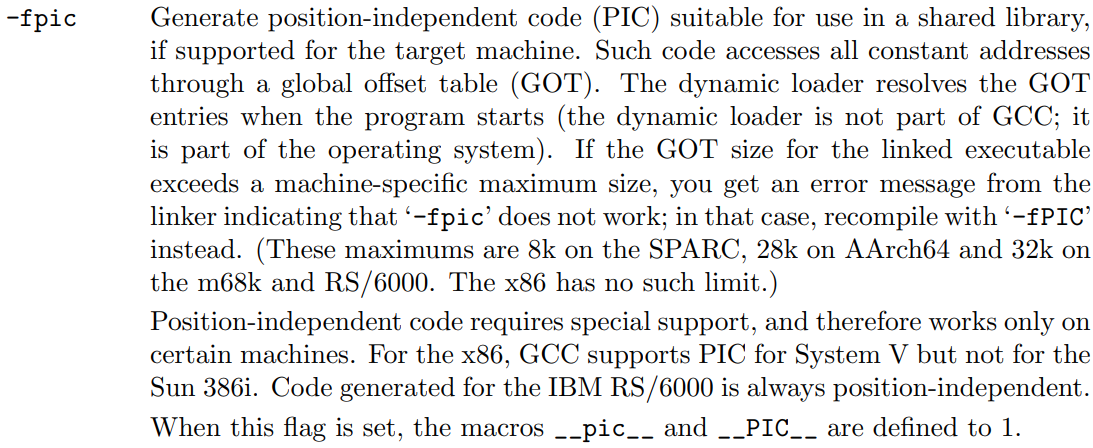 -fpic Generate position-independent code (PIC) suitable for use in a shared library,
if supported for the target machine. Such code accesses all constant addresses
through a global offset table (GOT). The dynamic loader resolves the GOT
entries when the program starts (the dynamic loader is not part of GCC; it
is part of the operating system). If the GOT size for the linked executable
exceeds a machine-specific maximum size, you get an error message from the
linker indicating that ‘-fpic’ does not work; in that case, recompile with ‘-fPIC’
instead. (These maximums are 8k on the SPARC, 28k on AArch64 and 32k on
the m68k and RS/6000. The x86 has no such limit.)
Position-independent code requires special support, and therefore works only on
certain machines. For the x86, GCC supports PIC for System V but not for the
Sun 386i. Code generated for the IBM RS/6000 is always position-independent.
When this flag is set, the macros __pic__ and __PIC__ are defined to 1.